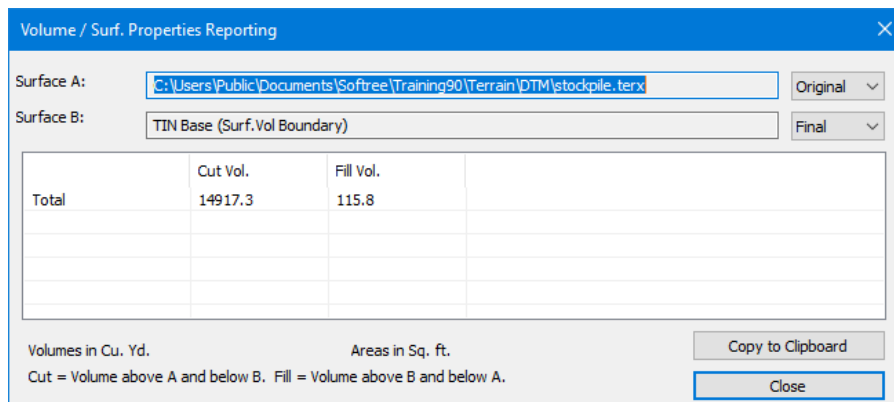 Volume / Surf. Properties Reporting
Surface A: C:\Users\Public\Documents\Softree\Training90\Terrain\DTM\stockpile.terx Original
Surface B: TIN Base (Surf.Vol Boundary) Final
Cut Vol. Fill Vol.
Total 14917.3 115.8
Volumes in Cu. Yd. Areas in Sq. ft. Copy to Clipboard
Cut = Volume above A and below B. Fill = Volume above B and below A.
Close